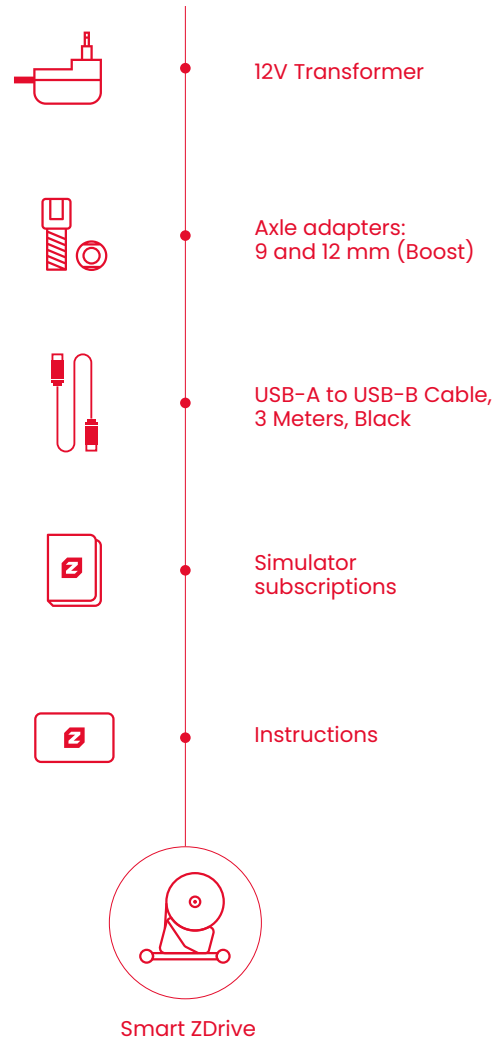 12V Transformer
Axle adapters:
9 and 12 mm (Boost)
USB-A to USB-B Cable,
3 Meters, Black
Simulator
subscriptions
Instructions
Smart ZDrive